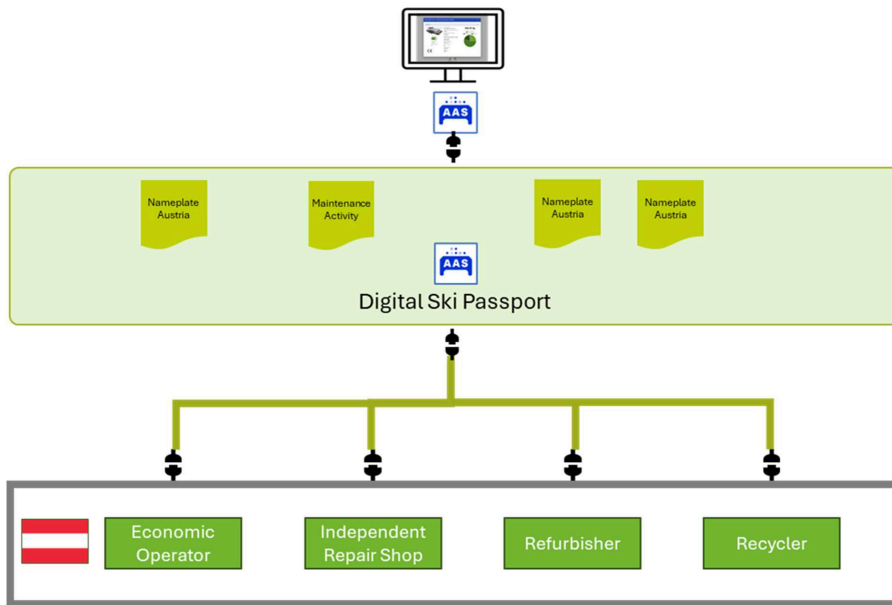 AAS
Nameplate
Austria
Maintenance
Activity
Nameplate
Austria
Nameplate
Austria
AAS
Digital Ski Passport
Economic
Operator
Independent
Repair Shop
Refurbisher
Recycler